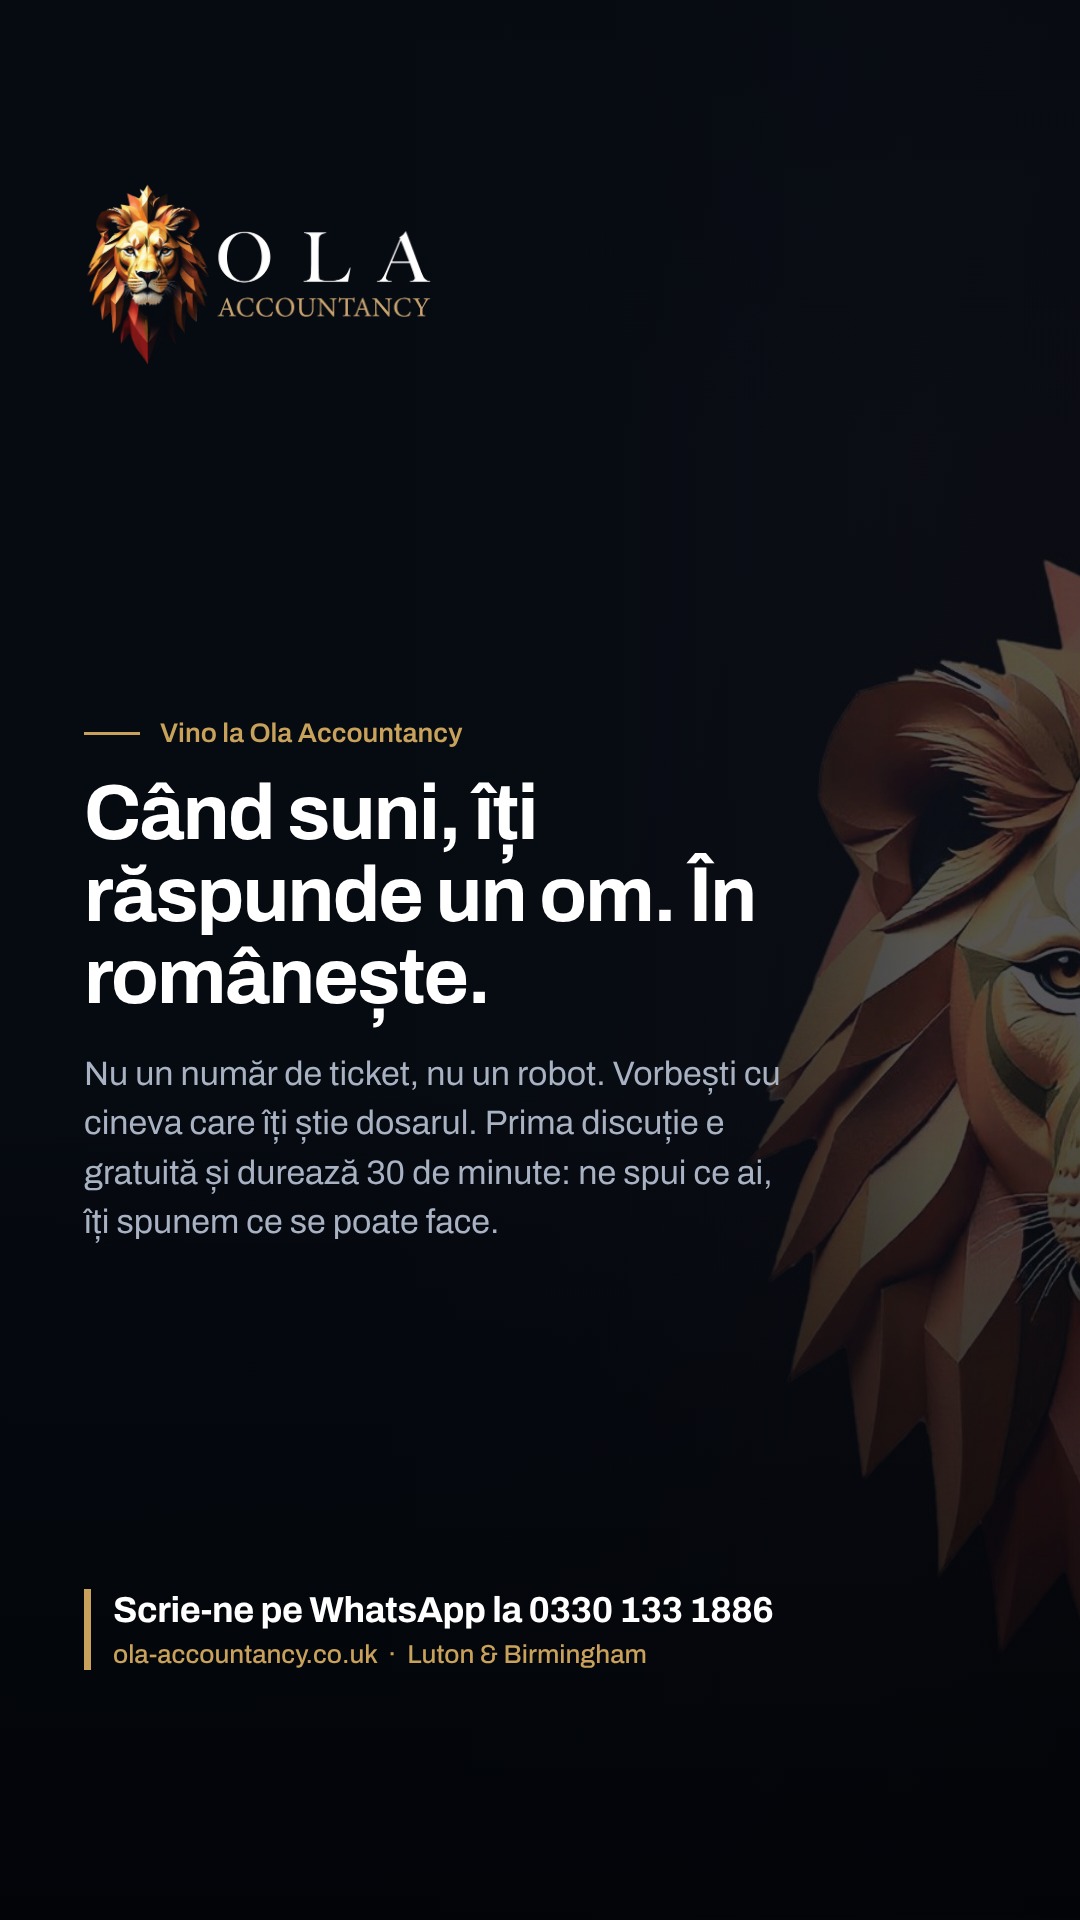 OLA
ACCOUNTANCY
Vino la Ola Accountancy
Când suni, îți
răspunde un om. În
românește.
Nu un număr de ticket, nu un robot. Vorbești cu
cineva care îți știe dosarul. Prima discuție e
gratuită și durează 30 de minute: ne spui ce ai,
îți spunem ce se poate face.
Scrie-ne pe WhatsApp la 0330 133 1886
ola-accountancy.co.uk · Luton & Birmingham